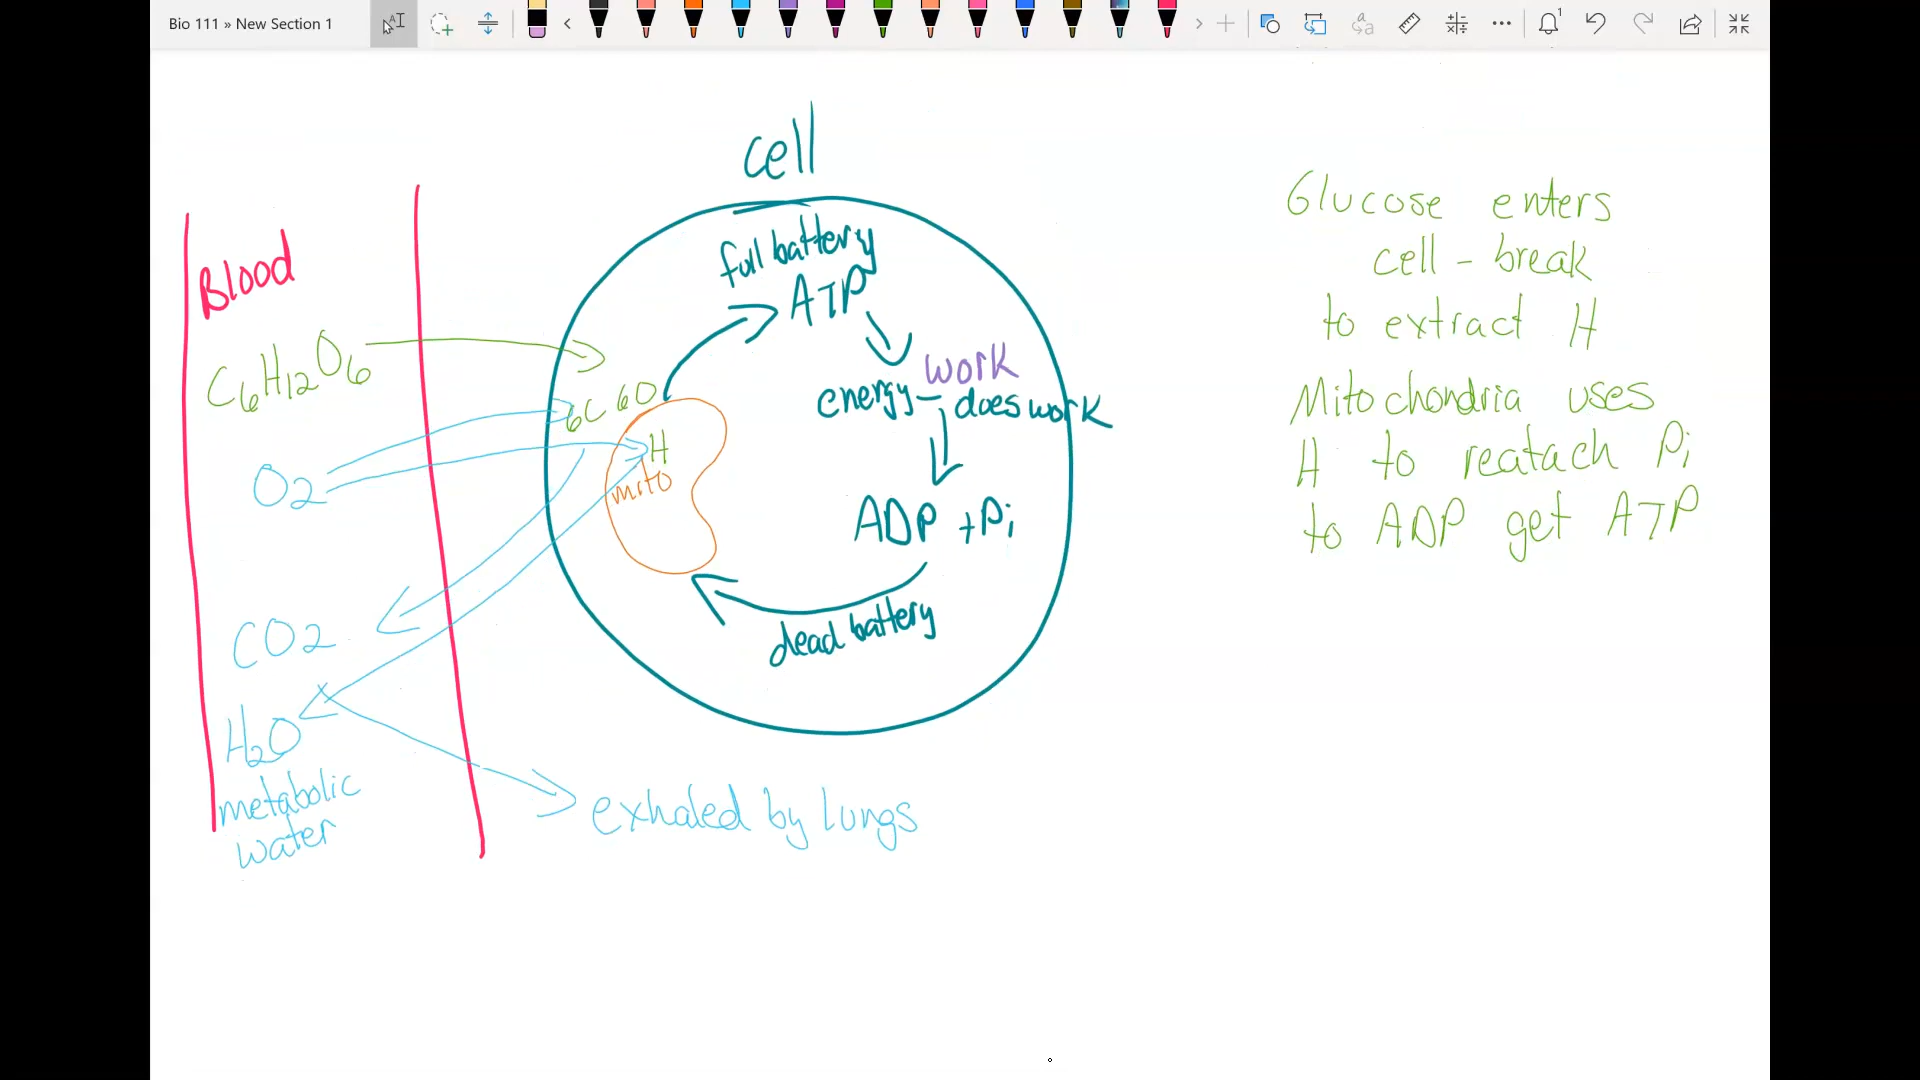 Bio 111 » New Section 1
cell
Blood
full battery
ATP
C6H12O6
6C 6O
work
energy — does work
H
mito
O2
ADP + Pi
dead battery
CO2
H2O
metabolic
water
exhaled by lungs
Glucose enters
cell - break
to extract H
Mitochondria uses
H to reatach Pi
to ADP get ATP